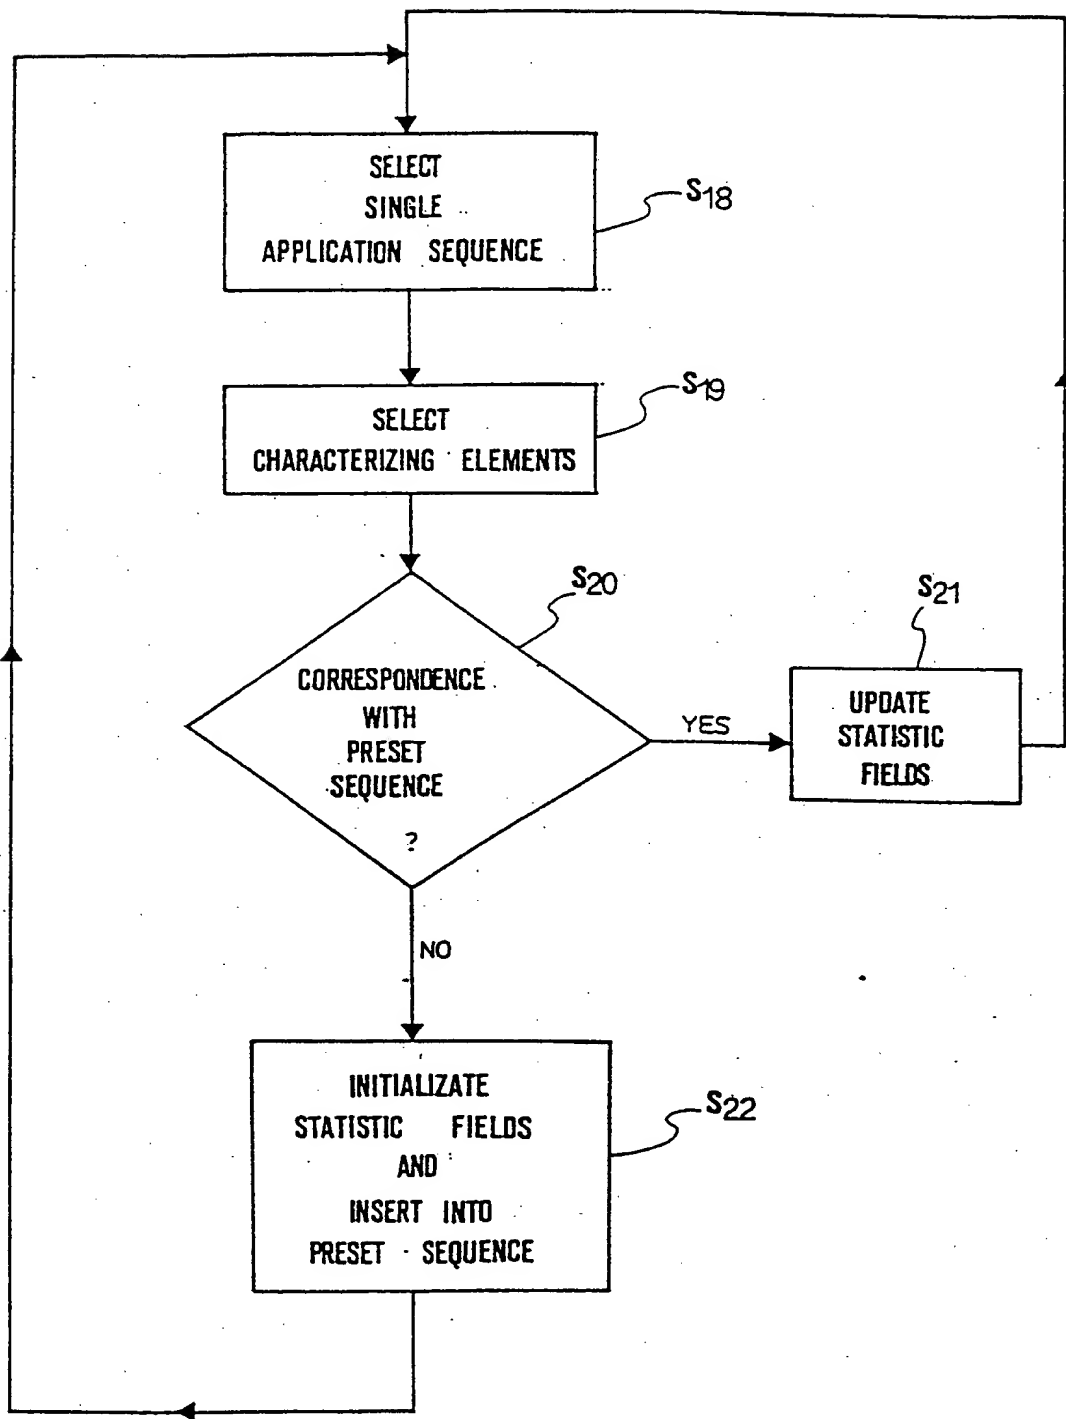 SELECT
SINGLE
APPLICATION SEQUENCE
S18
SELECT
CHARACTERIZING ELEMENTS
S19
CORRESPONDENCE
WITH
PRESET
SEQUENCE
?
S20
YES
UPDATE
STATISTIC
FIELDS
S21
NO
INITIALIZATE
STATISTIC FIELDS
AND
INSERT INTO
PRESET SEQUENCE
S22